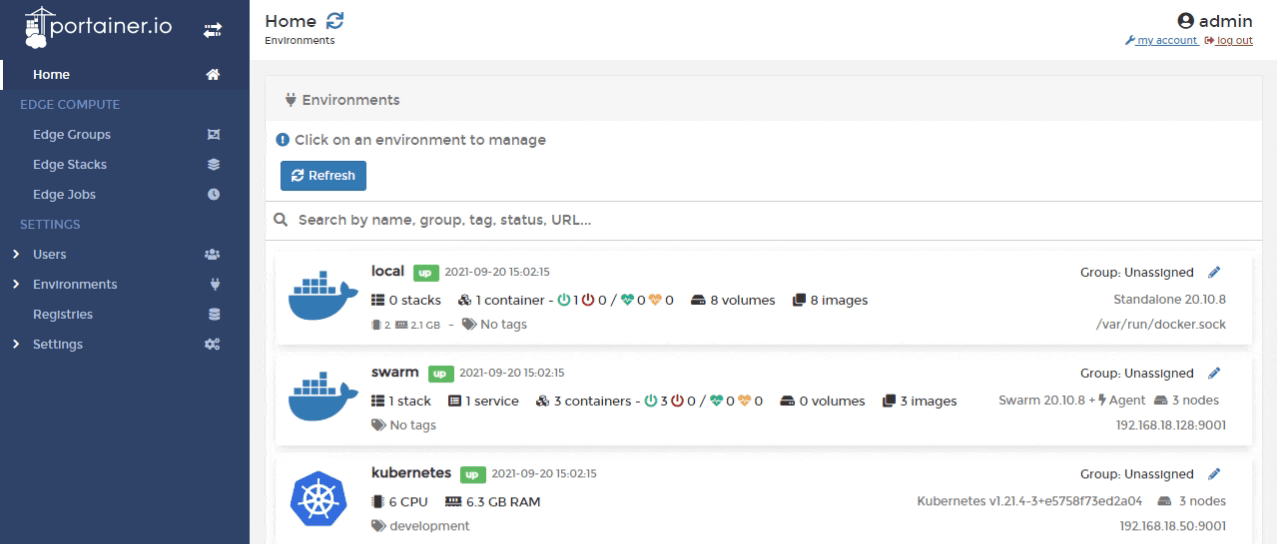 portainer.io
Home
EDGE COMPUTE
Edge Groups
Edge Stacks
Edge Jobs
SETTINGS
Users
Environments
Registries
Settings
Home
Environments
admin
my account log out
Environments
Click on an environment to manage
Refresh
Search by name, group, tag, status, URL...
local up 2021-09-20 15:02:15 Group: Unassigned
0 stacks 1 container - 1 0 / 0 0 8 volumes 8 images Standalone 20.10.8
2 2.1 GB - No tags /var/run/docker.sock
swarm up 2021-09-20 15:02:15 Group: Unassigned
1 stack 1 service 3 containers - 3 0 / 0 0 0 volumes 3 images Swarm 20.10.8 + Agent 3 nodes
No tags 192.168.18.128:9001
kubernetes up 2021-09-20 15:02:15 Group: Unassigned
6 CPU 6.3 GB RAM Kubernetes v1.21.4-3+e5758f73ed2a04 3 nodes
development 192.168.18.50:9001